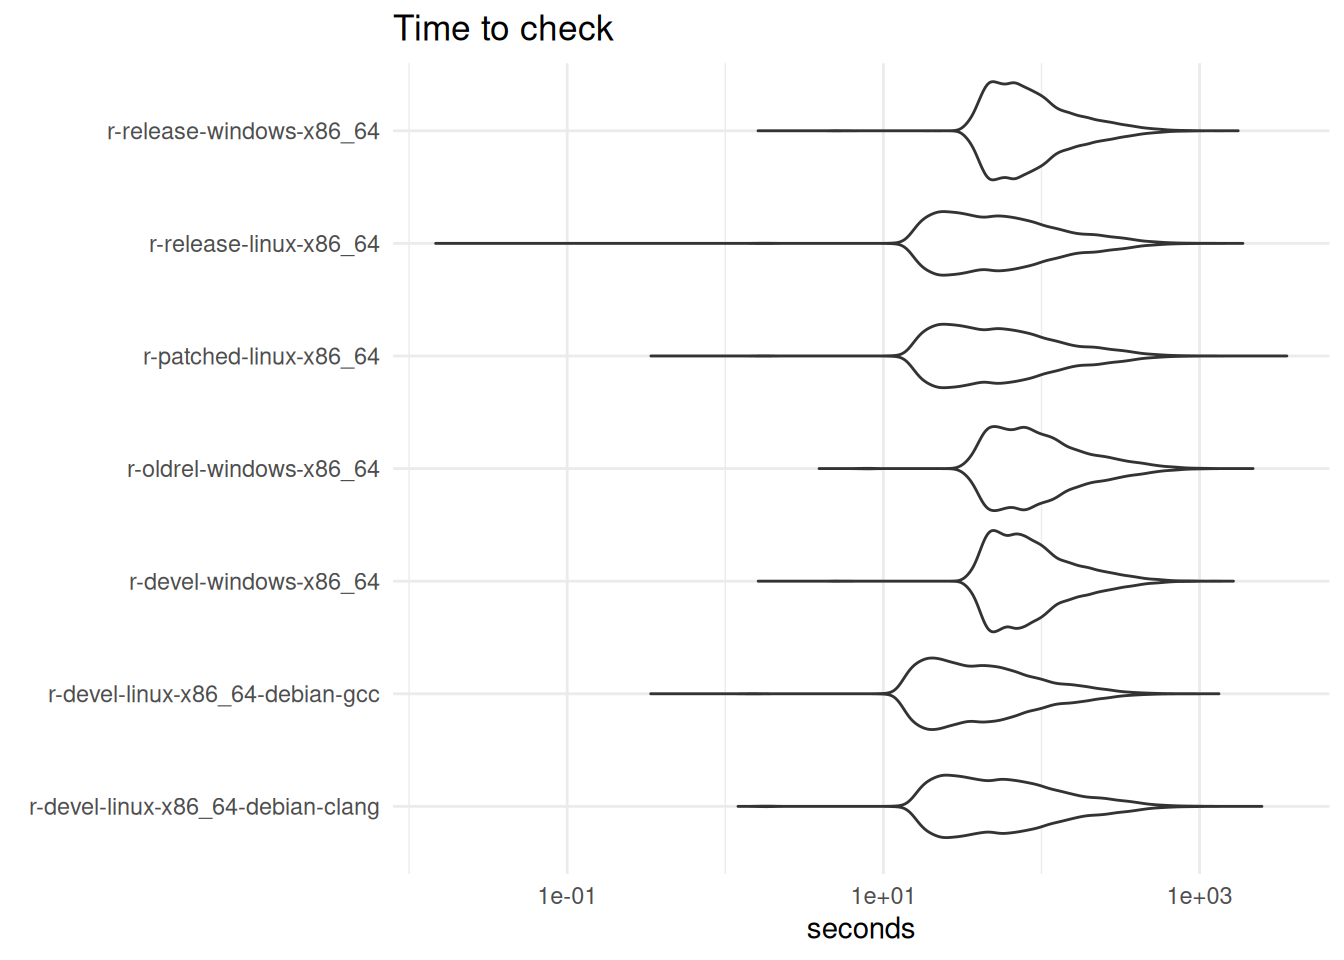 Time to check
r-release-windows-x86_64
r-release-linux-x86_64
r-patched-linux-x86_64
r-oldrel-windows-x86_64
r-devel-windows-x86_64
r-devel-linux-x86_64-debian-gcc
r-devel-linux-x86_64-debian-clang
1e-01 1e+01 1e+03
seconds